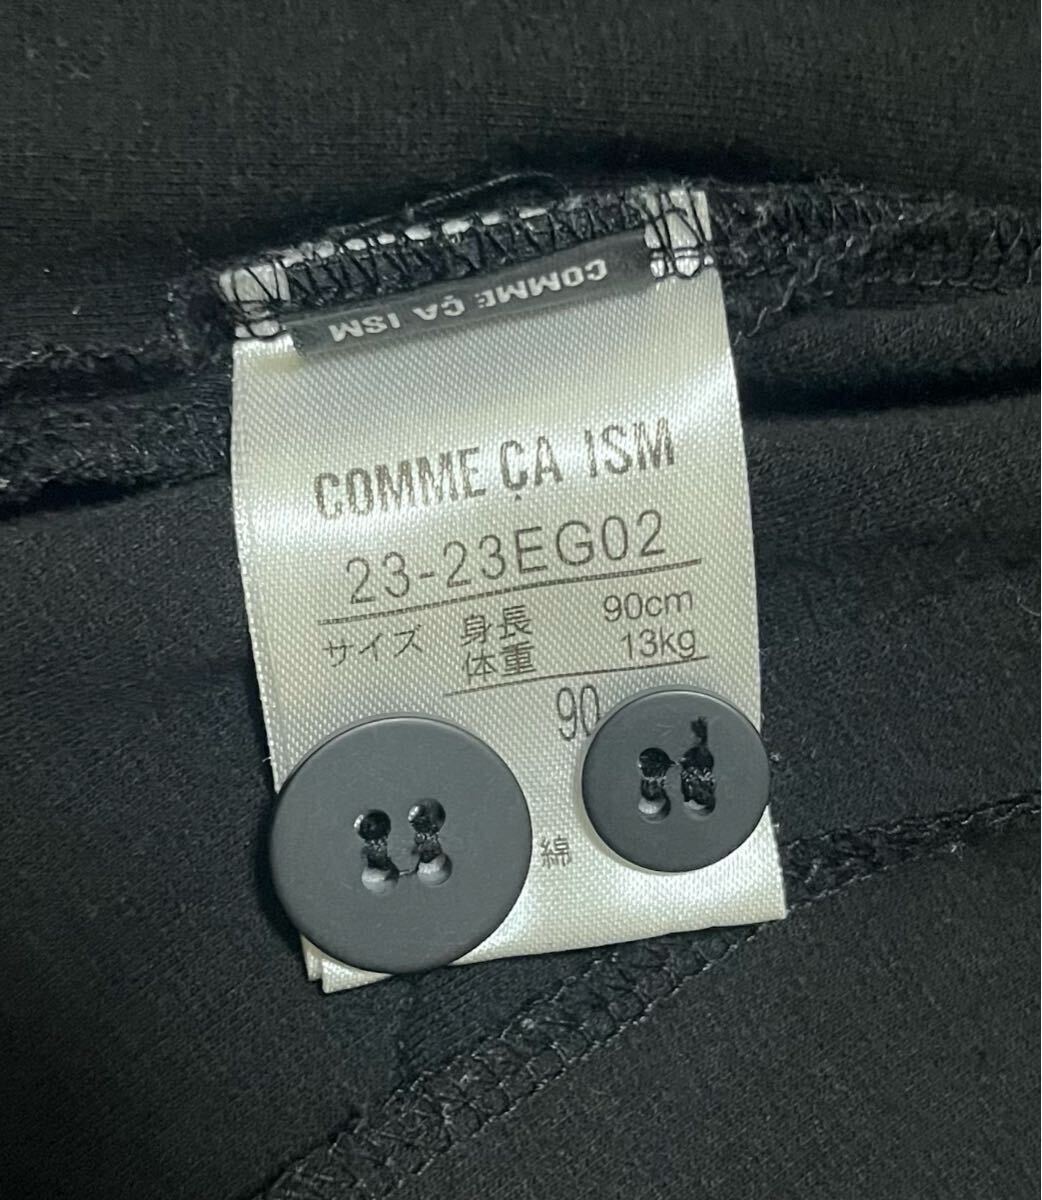 COMME ÇA ISM
COMME ÇA ISM
23-23EG02
サイズ 身長 90cm
体重 13kg
90
綿